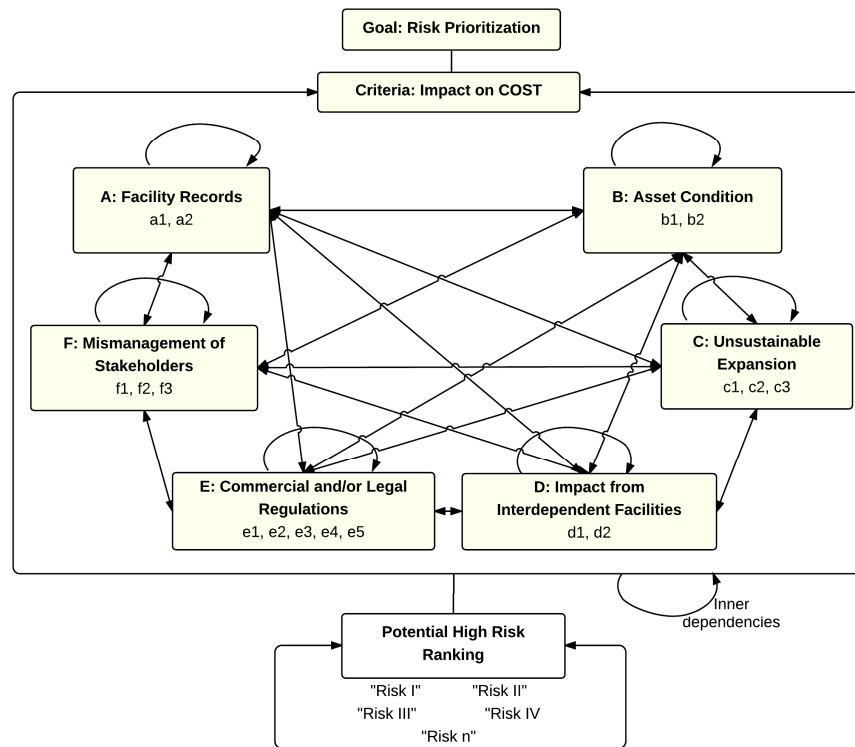 Goal: Risk Prioritization
Criteria: Impact on COST
A: Facility Records
a1, a2
B: Asset Condition
b1, b2
F: Mismanagement of
Stakeholders
f1, f2, f3
C: Unsustainable
Expansion
c1, c2, c3
E: Commercial and/or Legal
Regulations
e1, e2, e3, e4, e5
D: Impact from
Interdependent Facilities
d1, d2
Inner
dependencies
Potential High Risk
Ranking
"Risk I" "Risk II"
"Risk III" "Risk IV
"Risk n"